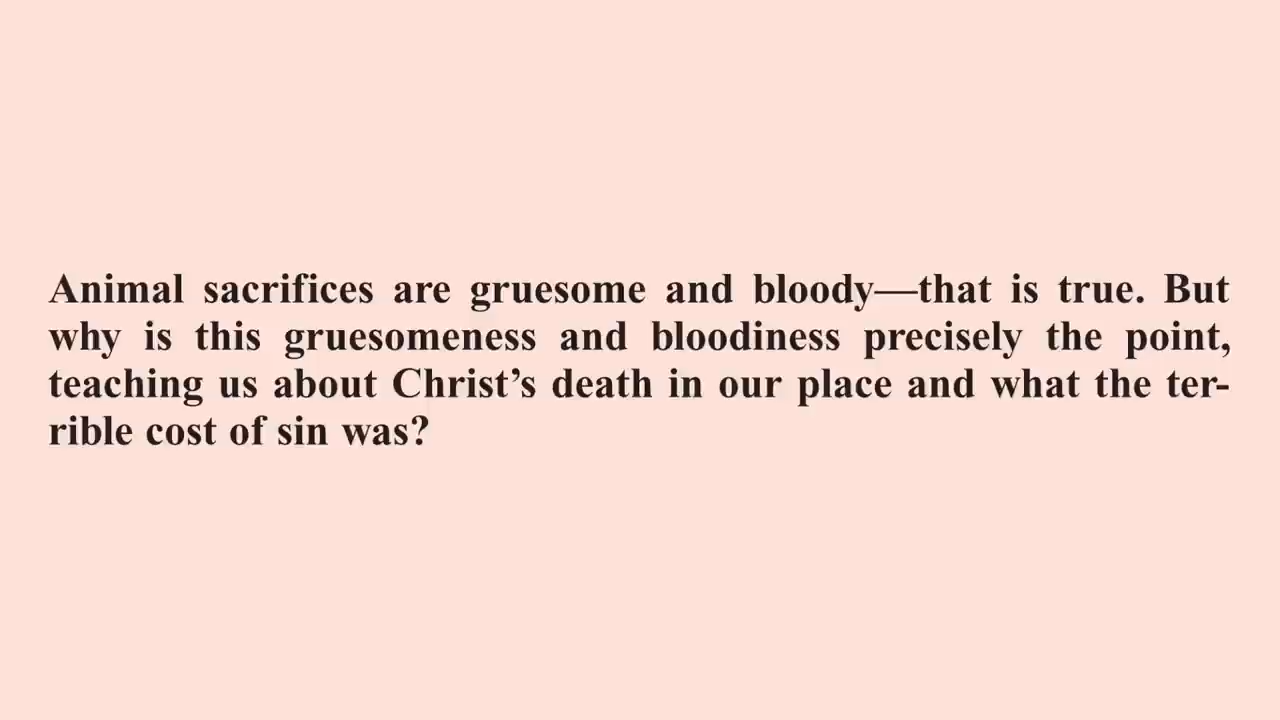 Animal sacrifices are gruesome and bloody—that is true. But
why is this gruesomeness and bloodiness precisely the point,
teaching us about Christ’s death in our place and what the ter-
rible cost of sin was?